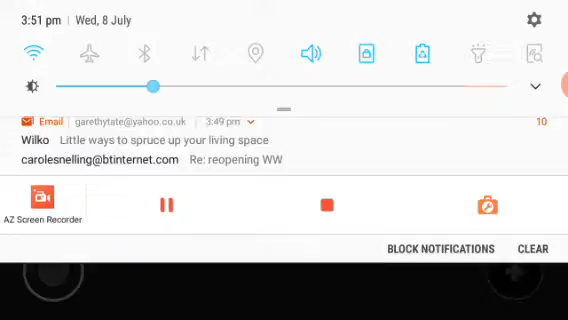 3:51 pm | Wed, 8 July
Email | garethytate@yahoo.co.uk | 3:49 pm 10
Wilko Little ways to spruce up your living space
carolesnelling@btinternet.com Re: reopening WW
AZ Screen Recorder
BLOCK NOTIFICATIONS CLEAR